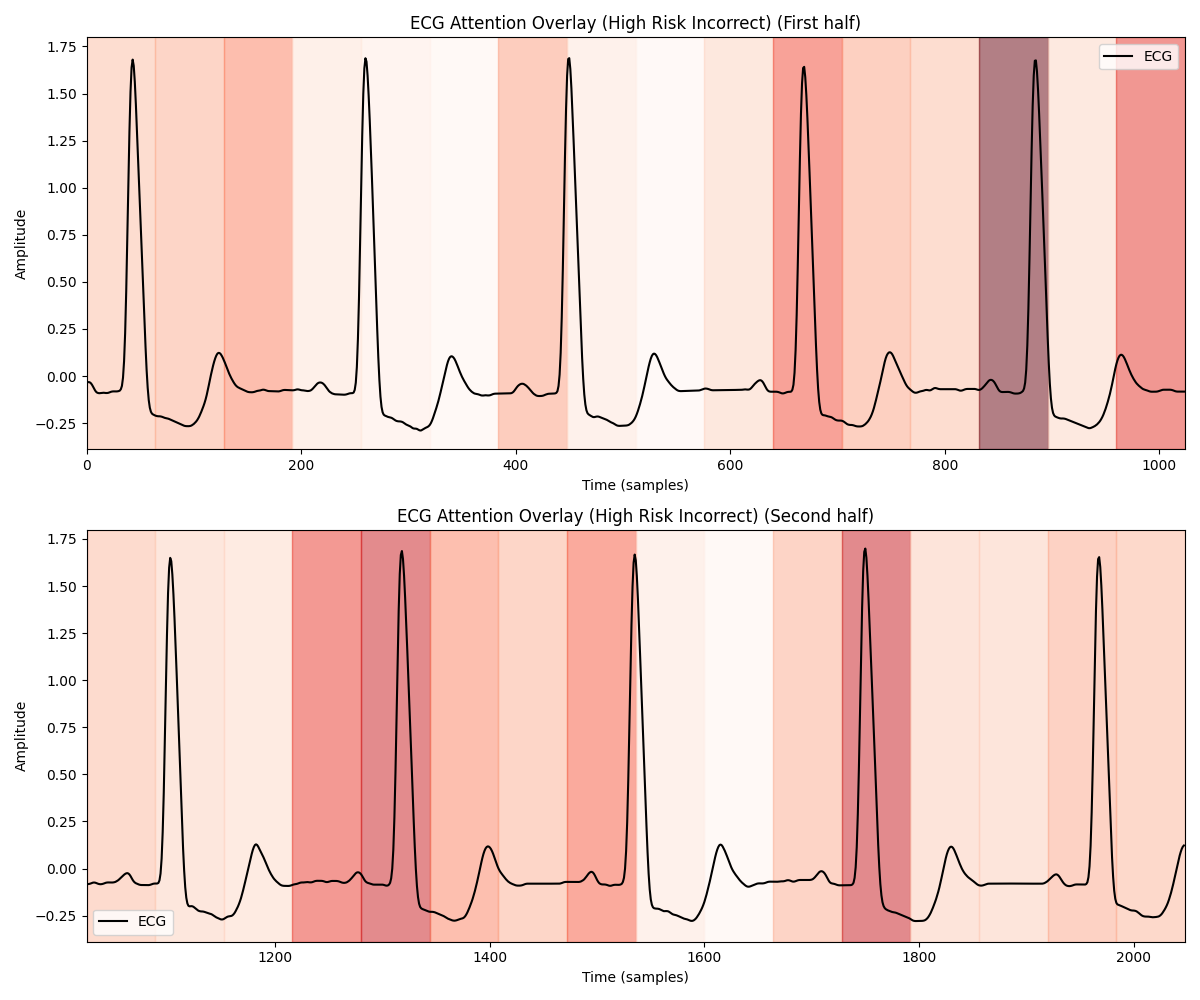 ECG Attention Overlay (High Risk Incorrect) (First half)
1.75
1.50
1.25
1.00
0.75
0.50
0.25
0.00
−0.25
Amplitude
ECG
0 200 400 600 800 1000
Time (samples)
ECG Attention Overlay (High Risk Incorrect) (Second half)
1.75
1.50
1.25
1.00
0.75
0.50
0.25
0.00
−0.25
Amplitude
ECG
1200 1400 1600 1800 2000
Time (samples)